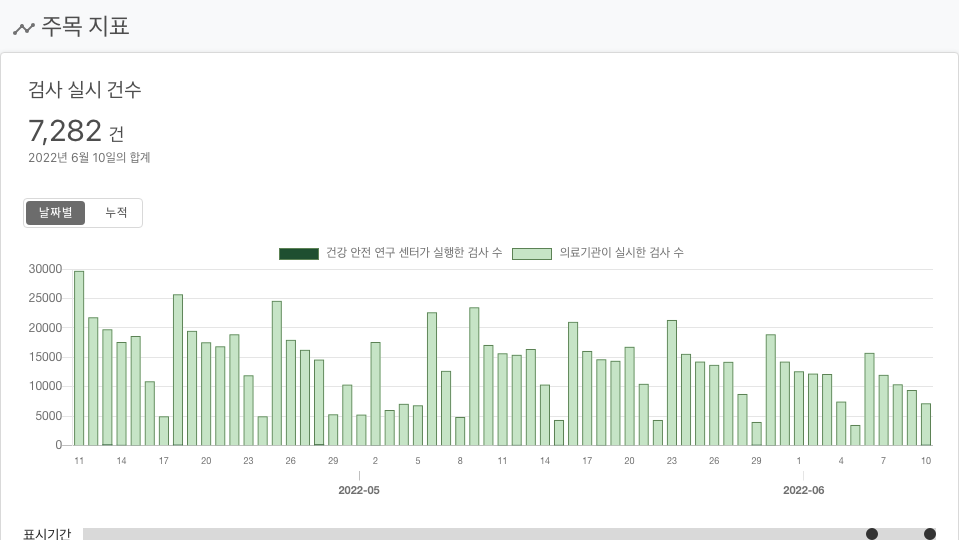 주목 지표
검사 실시 건수
7,282 건
2022년 6월 10일의 합계
날짜별 누적
건강 안전 연구 센터가 실행한 검사 수 의료기관이 실시한 검사 수
30000
25000
20000
15000
10000
5000
0
11 14 17 20 23 26 29 2 5 8 11 14 17 20 23 26 29 1 4 7 10
2022-05 2022-06
표시기간